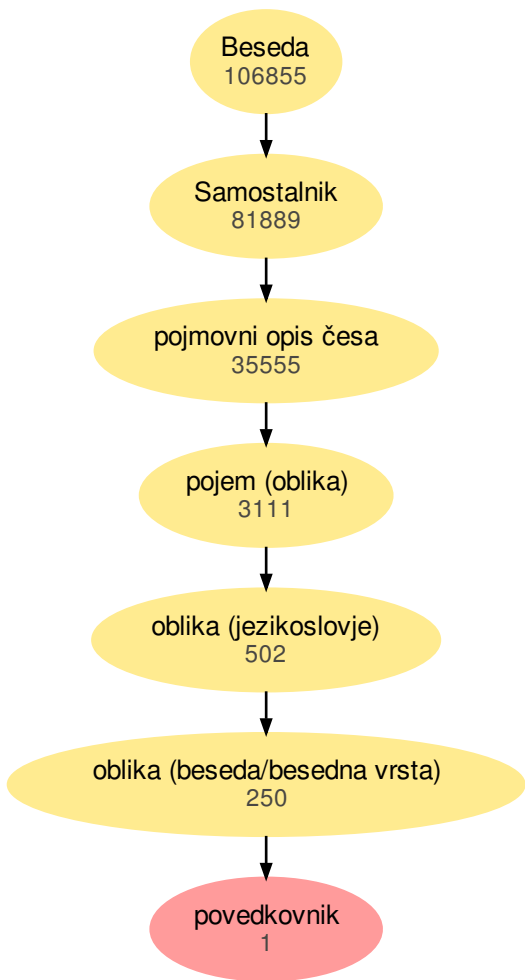 Beseda
106855
Samostalnik
81889
pojmovni opis česa
35555
pojem (oblika)
3111
oblika (jezikoslovje)
502
oblika (beseda/besedna vrsta)
250
povedkovnik
1